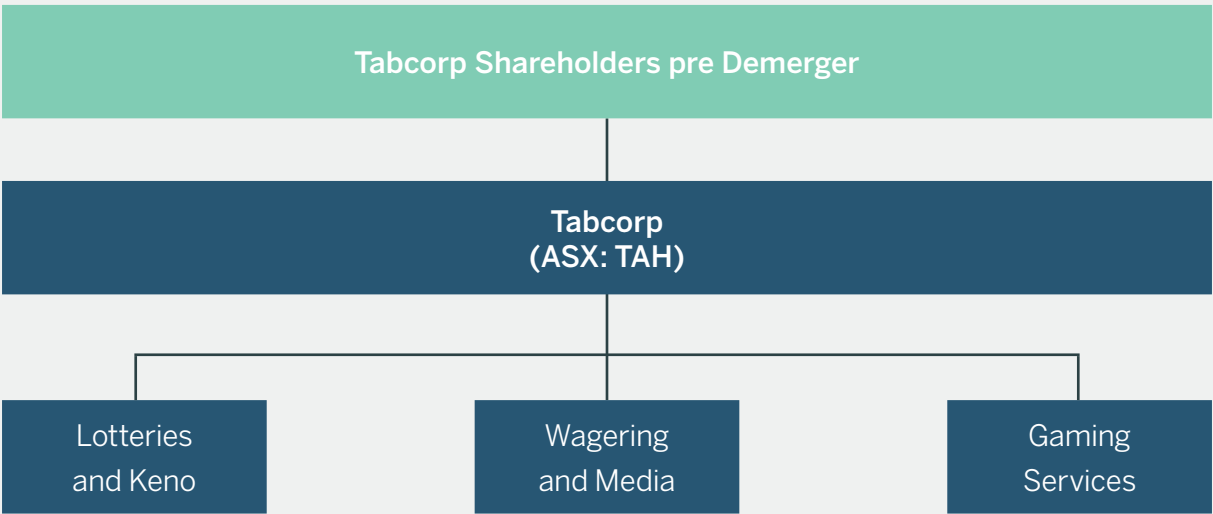 Tabcorp Shareholders pre Demerger
Tabcorp
(ASX: TAH)
Lotteries
and Keno
Wagering
and Media
Gaming
Services